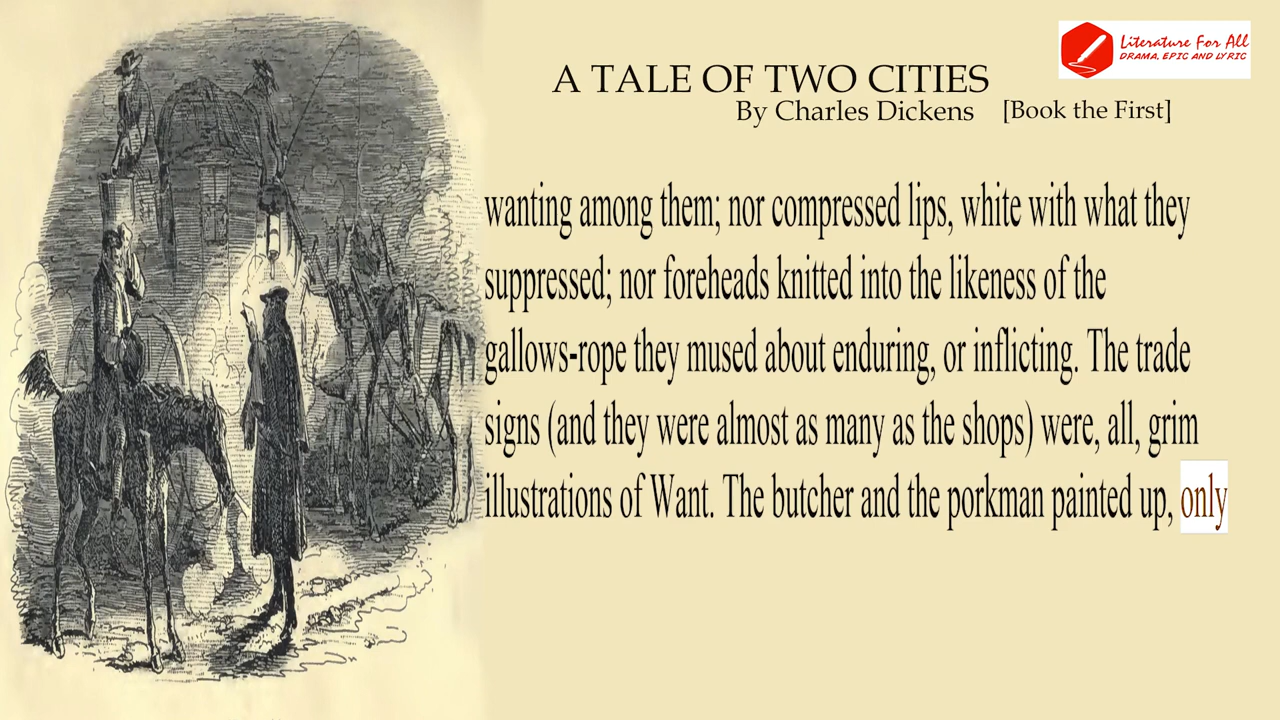 Literature For All
DRAMA, EPIC AND LYRIC
A TALE OF TWO CITIES
By Charles Dickens [Book the First]
wanting among them; nor compressed lips, white with what they
suppressed; nor foreheads knitted into the likeness of the
gallows-rope they mused about enduring, or inflicting. The trade
signs (and they were almost as many as the shops) were, all, grim
illustrations of Want. The butcher and the porkman painted up, only